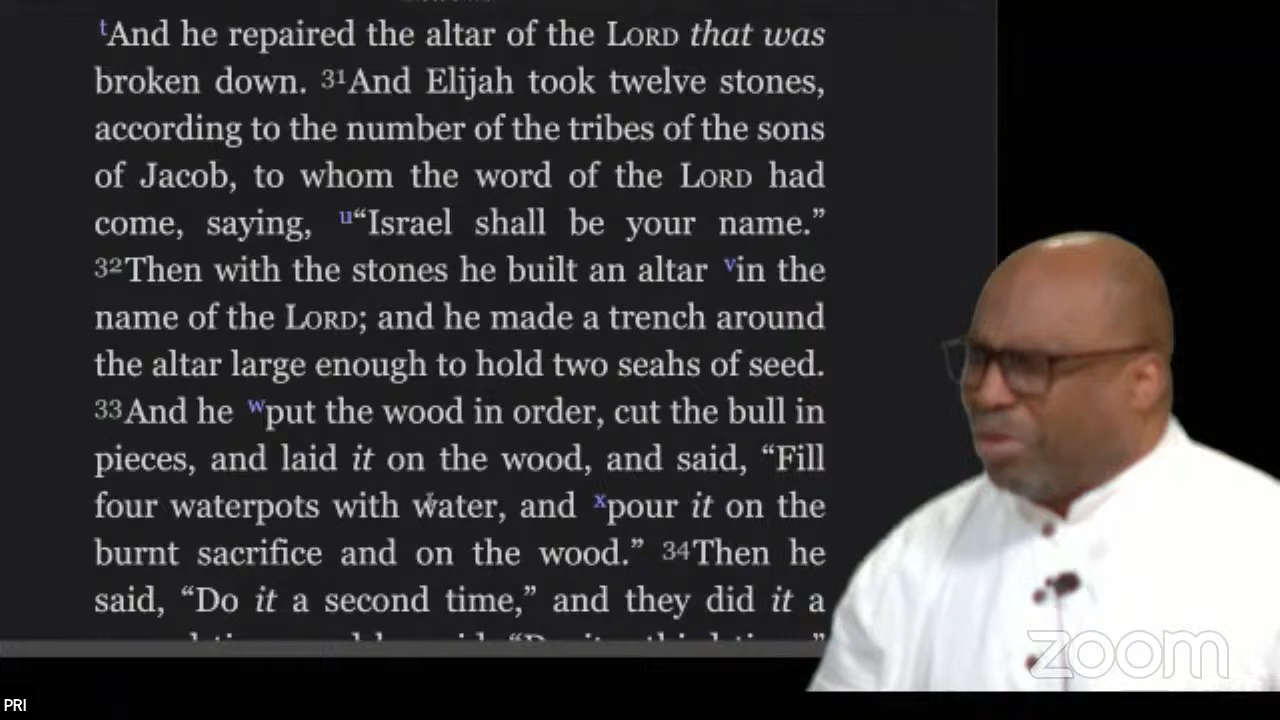 tAnd he repaired the altar of the LORD that was
broken down. 31And Elijah took twelve stones,
according to the number of the tribes of the sons
of Jacob, to whom the word of the LORD had
come, saying, u“Israel shall be your name.”
32Then with the stones he built an altar vin the
name of the LORD; and he made a trench around
the altar large enough to hold two seahs of seed.
33And he wput the wood in order, cut the bull in
pieces, and laid it on the wood, and said, “Fill
four waterpots with water, and xpour it on the
burnt sacrifice and on the wood.” 34Then he
said, “Do it a second time,” and they did it a
zoom
PRI